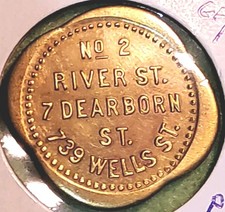 No 2
RIVER ST.
7 DEARBORN
ST.
739 WELLS ST.